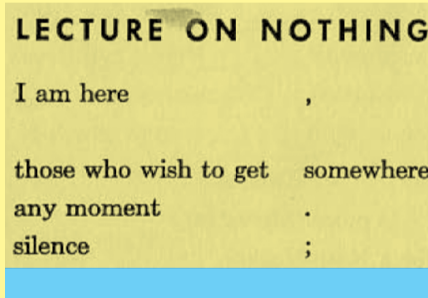 LECTURE ON NOTHING
I am here ,
those who wish to get somewhere
any moment .
silence ;